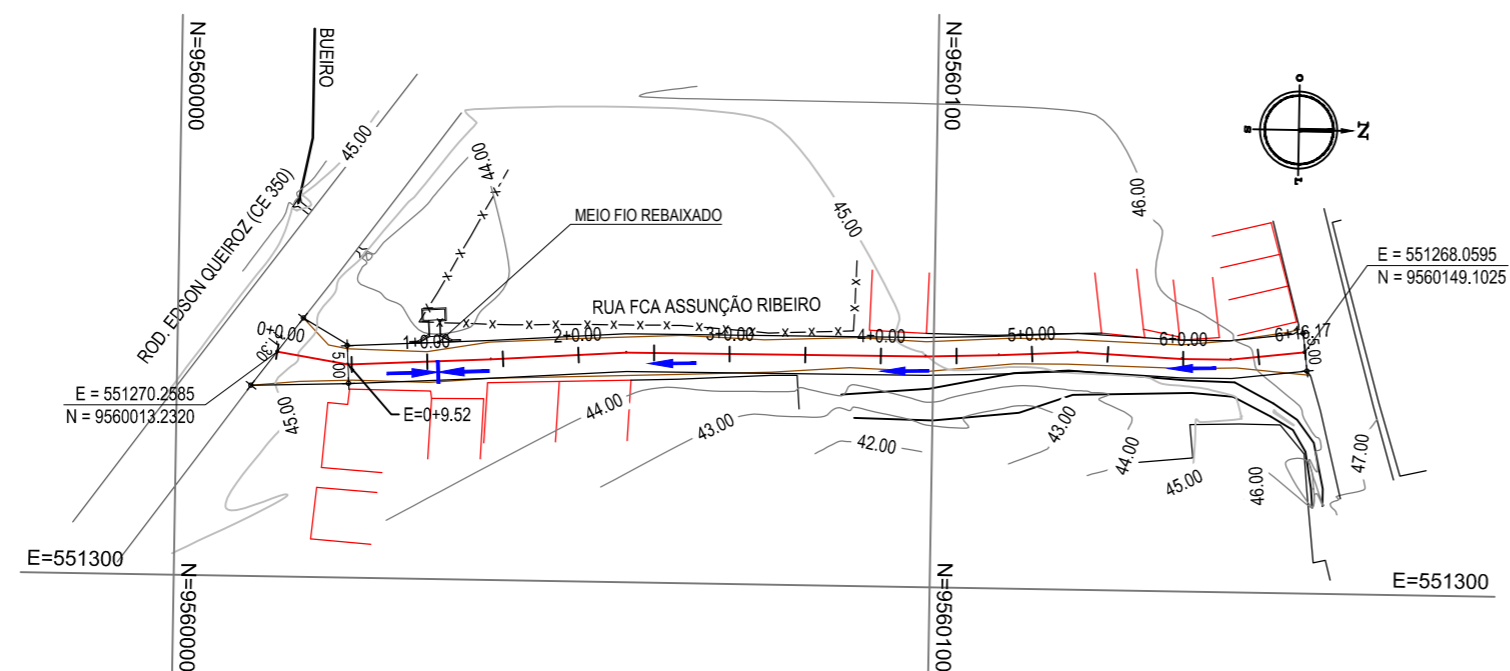 N=9560000
BUEIRO
N=9560100
45.00
44.00
ROD. EDSON QUEIROZ (CE 350)
MEIO FIO REBAIXADO
45.00
46.00
N
E = 551268.0595
N = 9560149.1025
RUA FCA ASSUNÇÃO RIBEIRO
0+0.00
11.30
5.00
1+0.00
2+0.00
3+0.00
4+0.00
5+0.00
6+0.00
6+16.17
5.00
E = 551270.2585
N = 9560013.2320
E=0+9.52
45.00
44.00
43.00
42.00
43.00
44.00
45.00
46.00
47.00
E=551300
E=551300
N=9560000
N=9560100